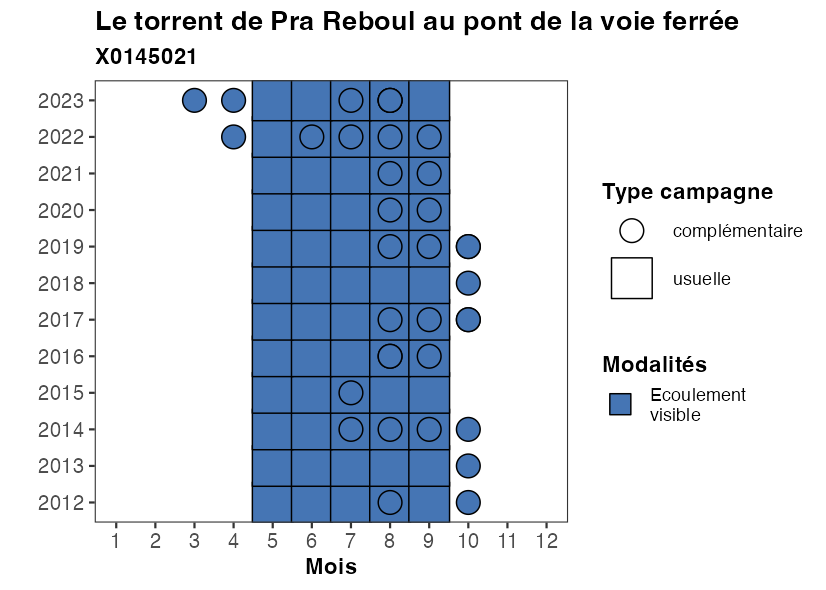 Le torrent de Pra Reboul au pont de la voie ferrée
X0145021
2023
2022
2021
2020
2019
2018
2017
2016
2015
2014
2013
2012
1 2 3 4 5 6 7 8 9 10 11 12
Mois
Type campagne
complémentaire
usuelle
Modalités
Ecoulement
visible